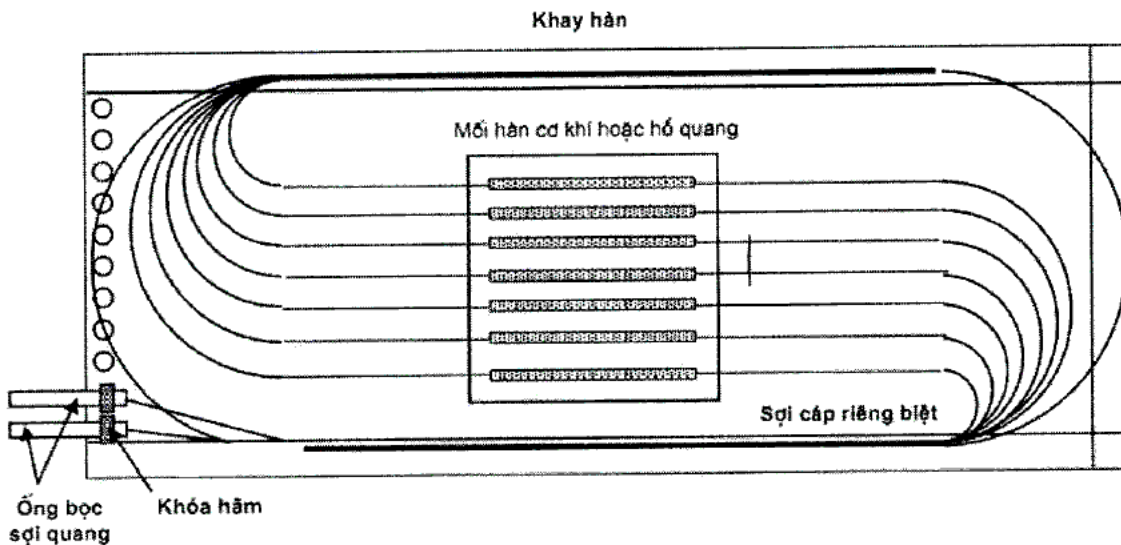 Khay hàn
Mối hàn cơ khí hoặc hồ quang
Sợi cáp riêng biệt
Ống bọc
sợi quang
Khóa hãm